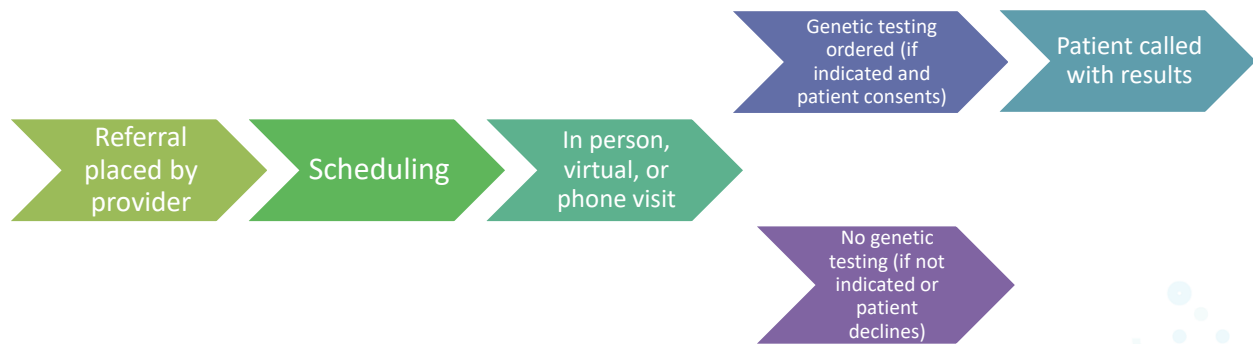 Referral
placed by
provider
Scheduling
In person,
virtual, or
phone visit
Genetic testing
ordered (if
indicated and
patient consents)
Patient called
with results
No genetic
testing (if not
indicated or
patient
declines)